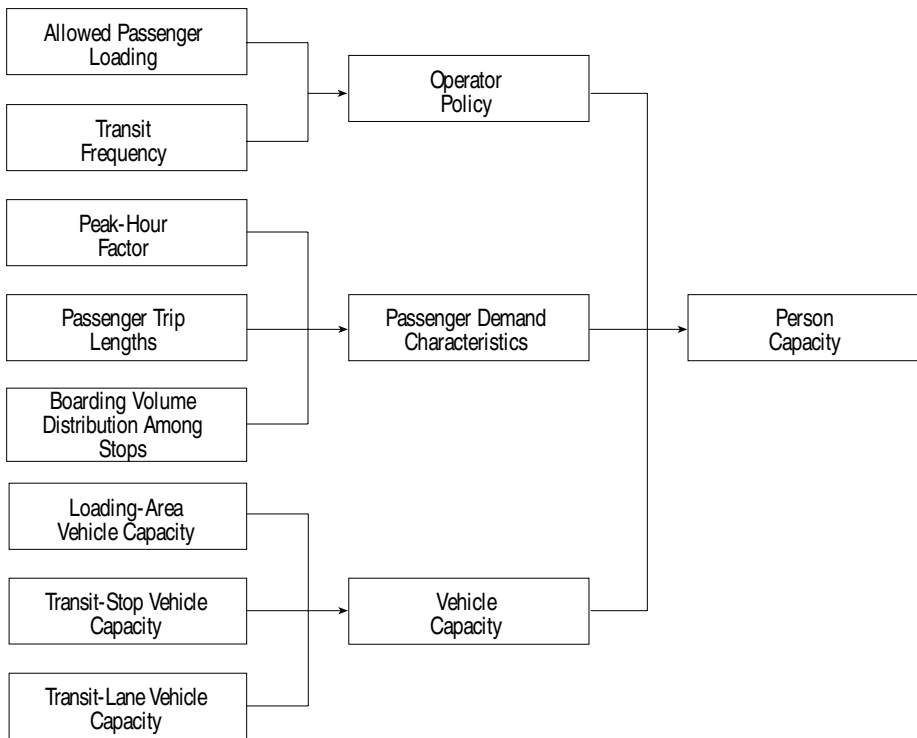 Allowed Passenger
Loading
Operator
Policy
Transit
Frequency
Peak-Hour
Factor
Passenger Trip
Lengths
Passenger Demand
Characteristics
Person
Capacity
Boarding Volume
Distribution Among
Stops
Loading-Area
Vehicle Capacity
Transit-Stop Vehicle
Capacity
Vehicle
Capacity
Transit-Lane Vehicle
Capacity